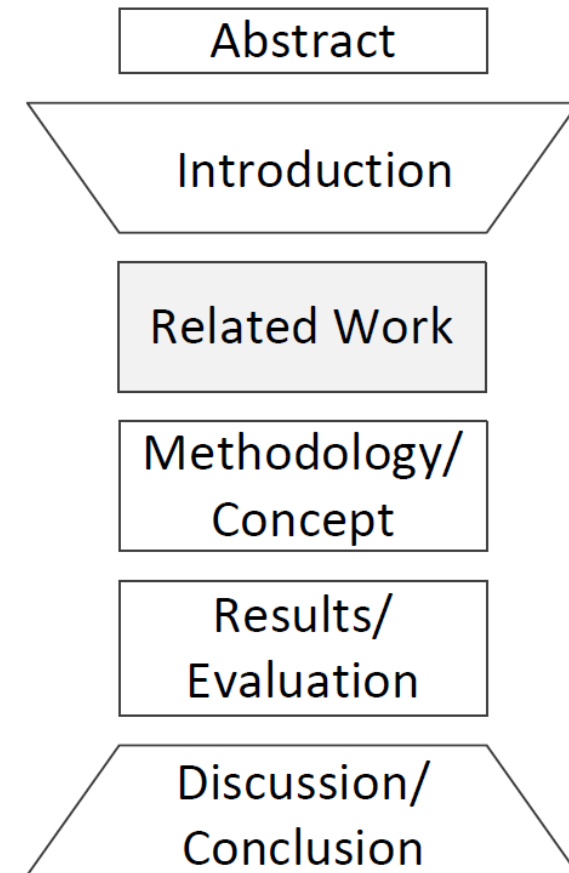 Abstract
Introduction
Related Work
Methodology/
Concept
Results/
Evaluation
Discussion/
Conclusion